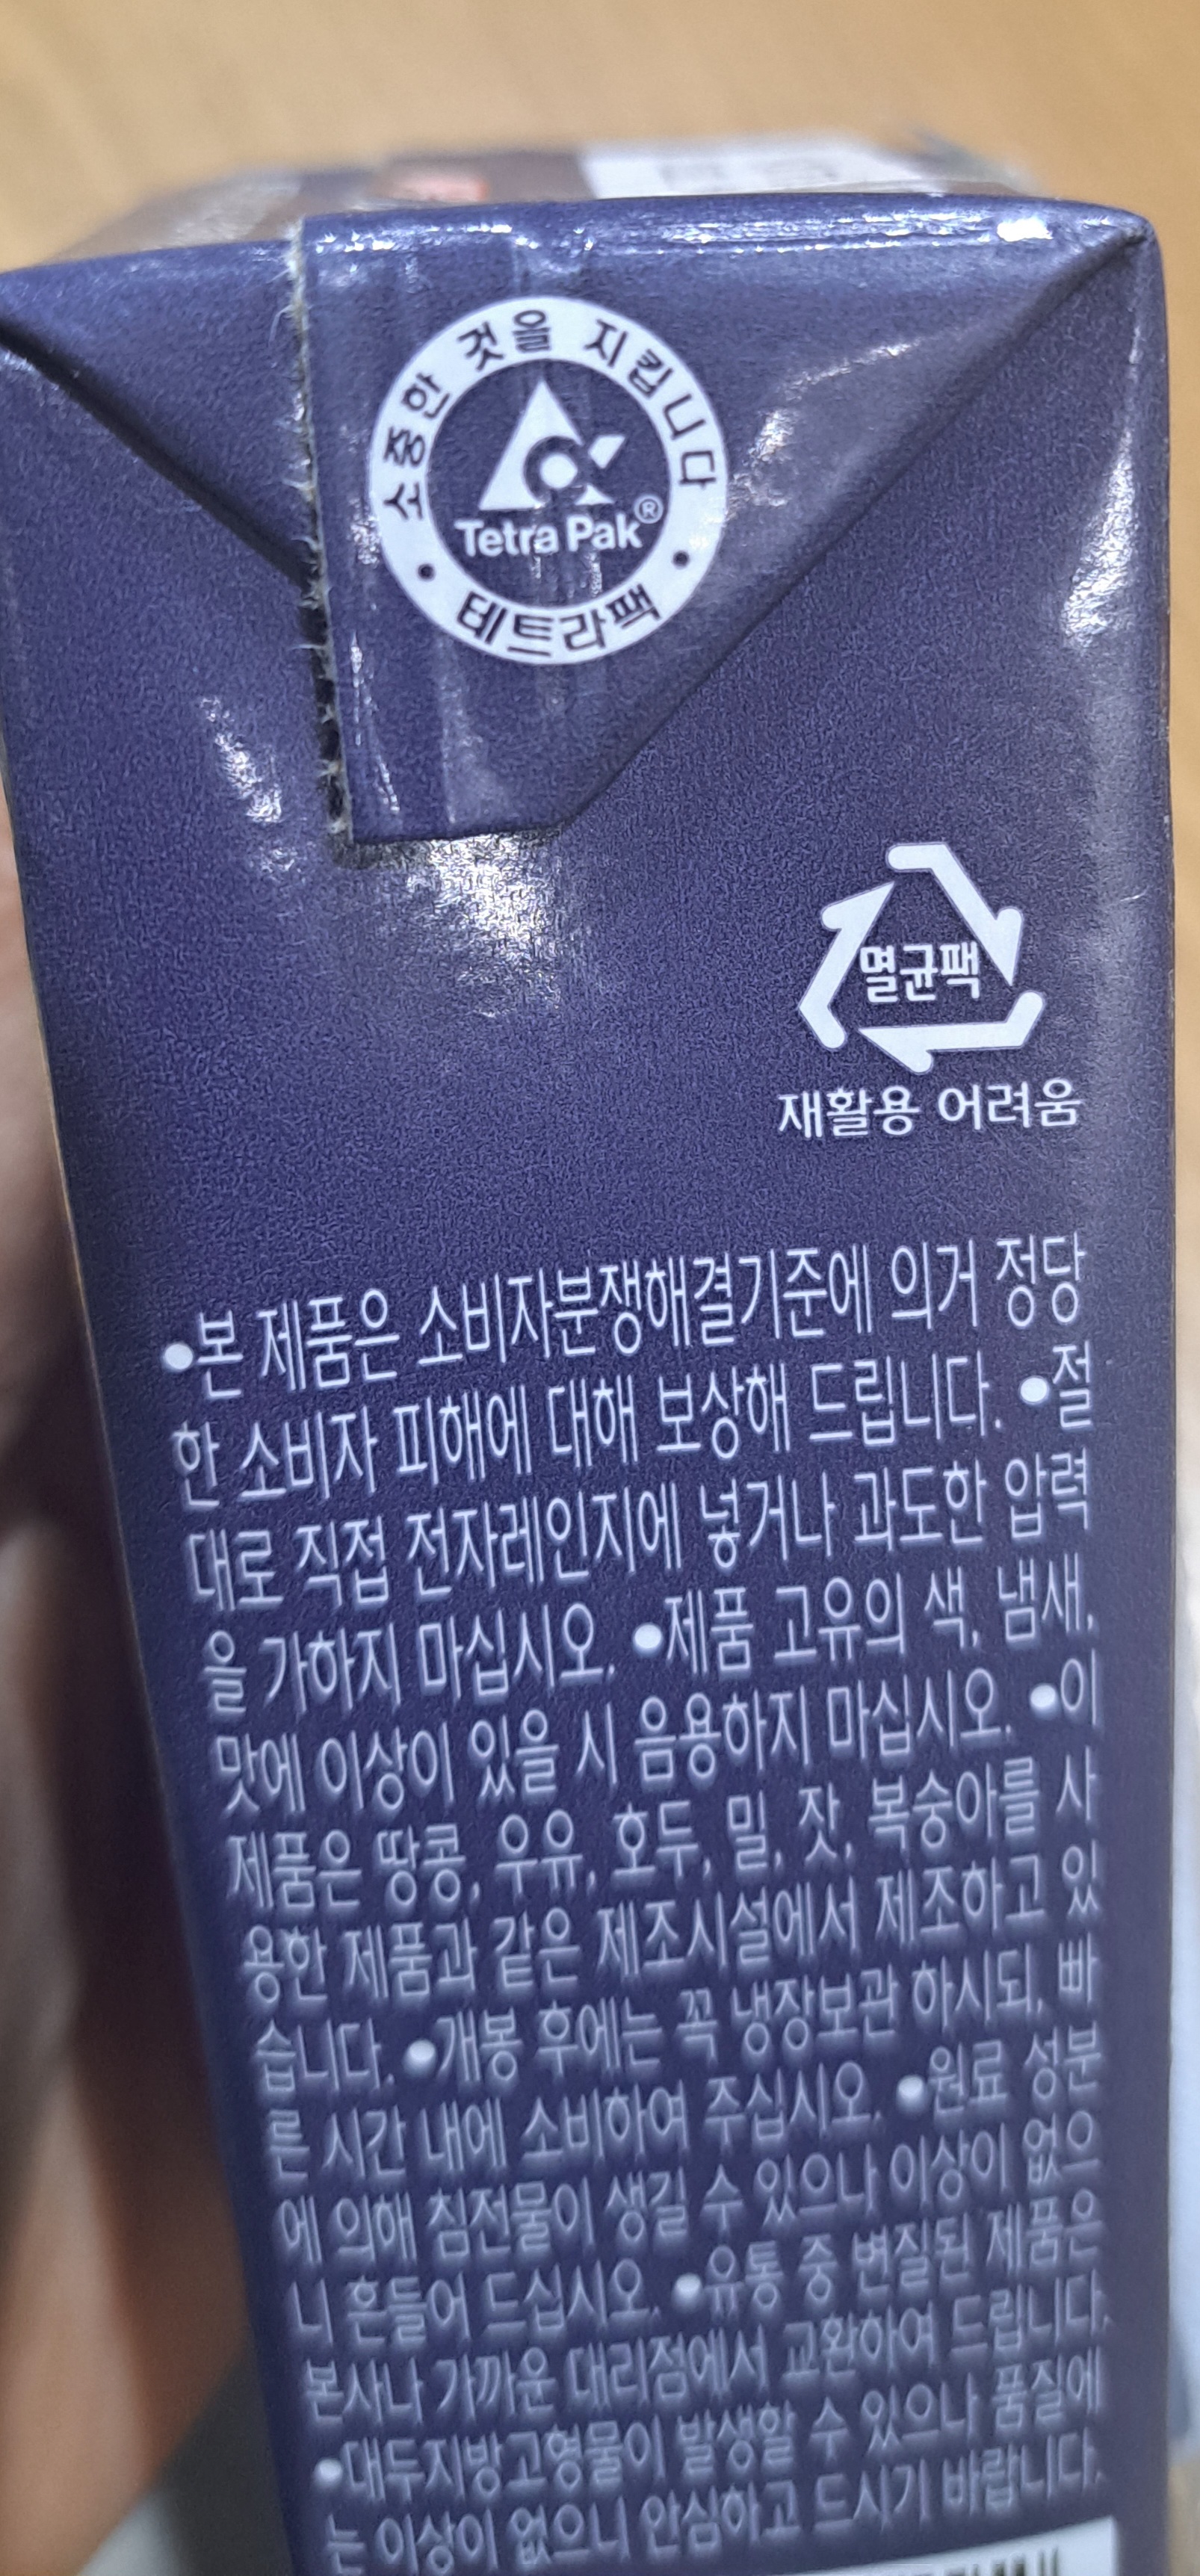 소중한 것을 지킵니다
Tetra Pak®
• 테트라팩 •
멸균팩
재활용 어려움
•본 제품은 소비자분쟁해결기준에 의거 정당
한 소비자 피해에 대해 보상해 드립니다. •절
대로 직접 전자레인지에 넣거나 과도한 압력
을 가하지 마십시오. •제품 고유의 색, 냄새,
맛에 이상이 있을 시 음용하지 마십시오. •이
제품은 땅콩, 우유, 호두, 밀, 잣, 복숭아를 사
용한 제품과 같은 제조시설에서 제조하고 있
습니다. •개봉 후에는 꼭 냉장보관 하시되, 빠
른 시간 내에 소비하여 주십시오. •원료 성분
에 의해 침전물이 생길 수 있으나 이상이 없으
니 흔들어 드십시오. •유통 중 변질된 제품은
본사나 가까운 대리점에서 교환하여 드립니다.
•대두지방고형물이 발생할 수 있으나 품질에
는 이상이 없으니 안심하고 드시기 바랍니다.